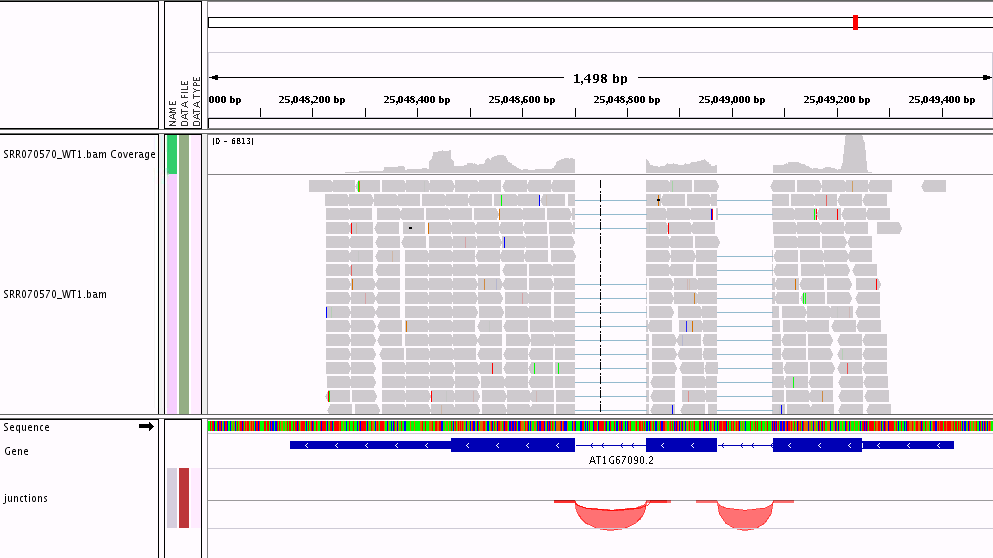 1,498 bp
000 bp 25,048,200 bp 25,048,400 bp 25,048,600 bp 25,048,800 bp 25,049,000 bp 25,049,200 bp 25,049,400 bp
NAME
DATA FILE
DATA TYPE
SRR070570_WT1.bam Coverage
[0 - 6813]
SRR070570_WT1.bam
Sequence
Gene
AT1G67090.2
junctions